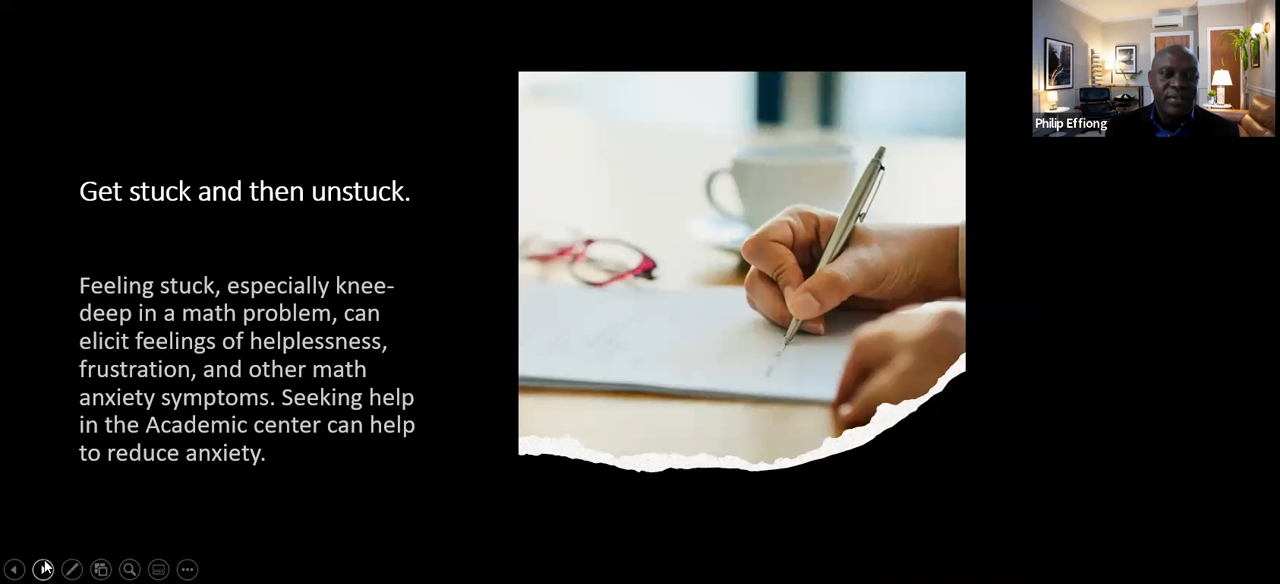 Get stuck and then unstuck.
Feeling stuck, especially knee-
deep in a math problem, can
elicit feelings of helplessness,
frustration, and other math
anxiety symptoms. Seeking help
in the Academic center can help
to reduce anxiety.
Philip Effiong